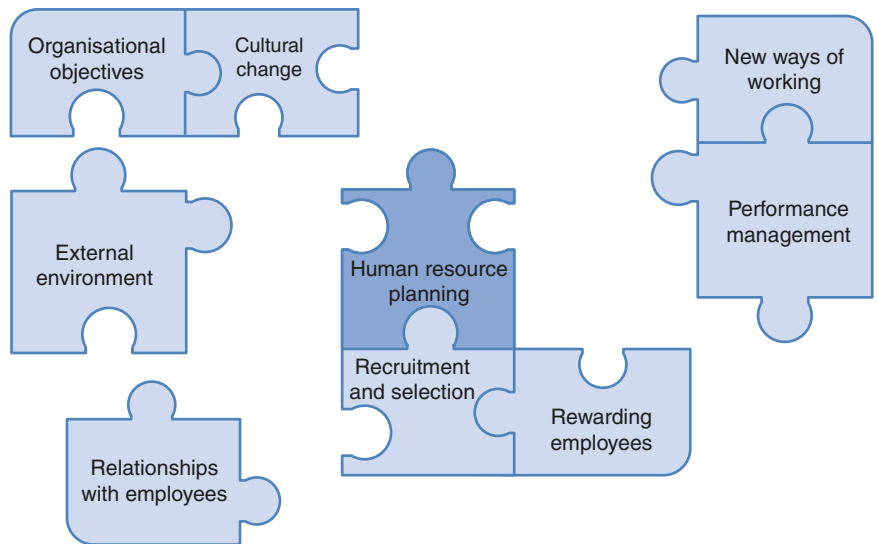 Organisational
objectives
Cultural
change
New ways of
working
External
environment
Human resource
planning
Performance
management
Recruitment
and selection
Rewarding
employees
Relationships
with employees